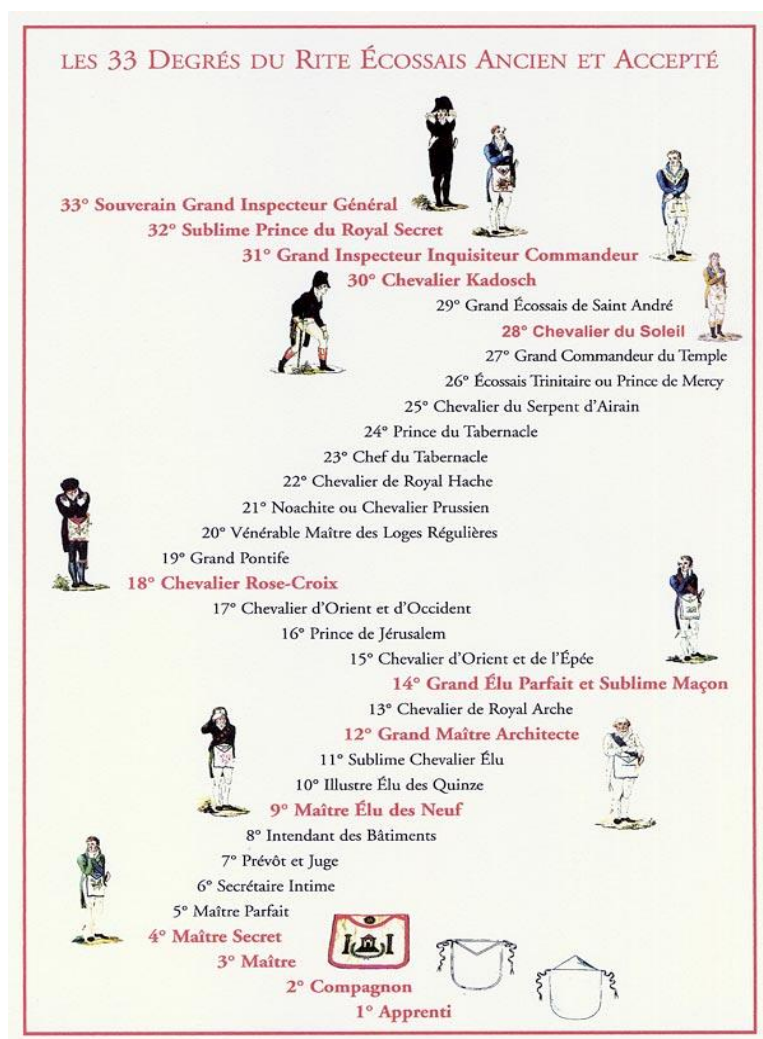 LES 33 DEGRÉS DU RITE ÉCOSSAIS ANCIEN ET ACCEPTÉ
33° Souverain Grand Inspecteur Général
32° Sublime Prince du Royal Secret
31° Grand Inspecteur Inquisiteur Commandeur
30° Chevalier Kadosch
29° Grand Écossais de Saint André
28° Chevalier du Soleil
27° Grand Commandeur du Temple
26° Écossais Trinitaire ou Prince de Mercy
25° Chevalier du Serpent d'Airain
24° Prince du Tabernacle
23° Chef du Tabernacle
22° Chevalier de Royal Hache
21° Noachite ou Chevalier Prussien
20° Vénérable Maître des Loges Régulières
19° Grand Pontife
18° Chevalier Rose-Croix
17° Chevalier d'Orient et d'Occident
16° Prince de Jérusalem
15° Chevalier d'Orient et de l'Épée
14° Grand Élu Parfait et Sublime Maçon
13° Chevalier de Royal Arche
12° Grand Maître Architecte
11° Sublime Chevalier Élu
10° Illustre Élu des Quinze
9° Maître Élu des Neuf
8° Intendant des Bâtiments
7° Prévôt et Juge
6° Secrétaire Intime
5° Maître Parfait
4° Maître Secret
3° Maître
2° Compagnon
1° Apprenti